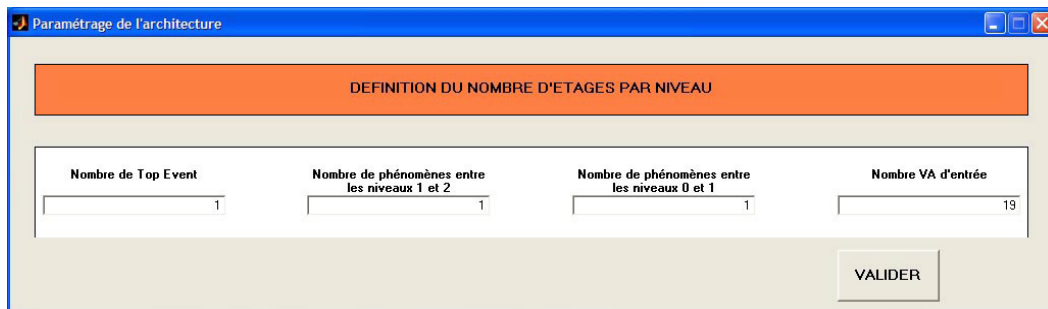 Paramétrage de l'architecture
DEFINITION DU NOMBRE D'ETAGES PAR NIVEAU
Nombre de Top Event
1
Nombre de phénomènes entre
les niveaux 1 et 2
1
Nombre de phénomènes entre
les niveaux 0 et 1
1
Nombre VA d'entrée
19
VALIDER